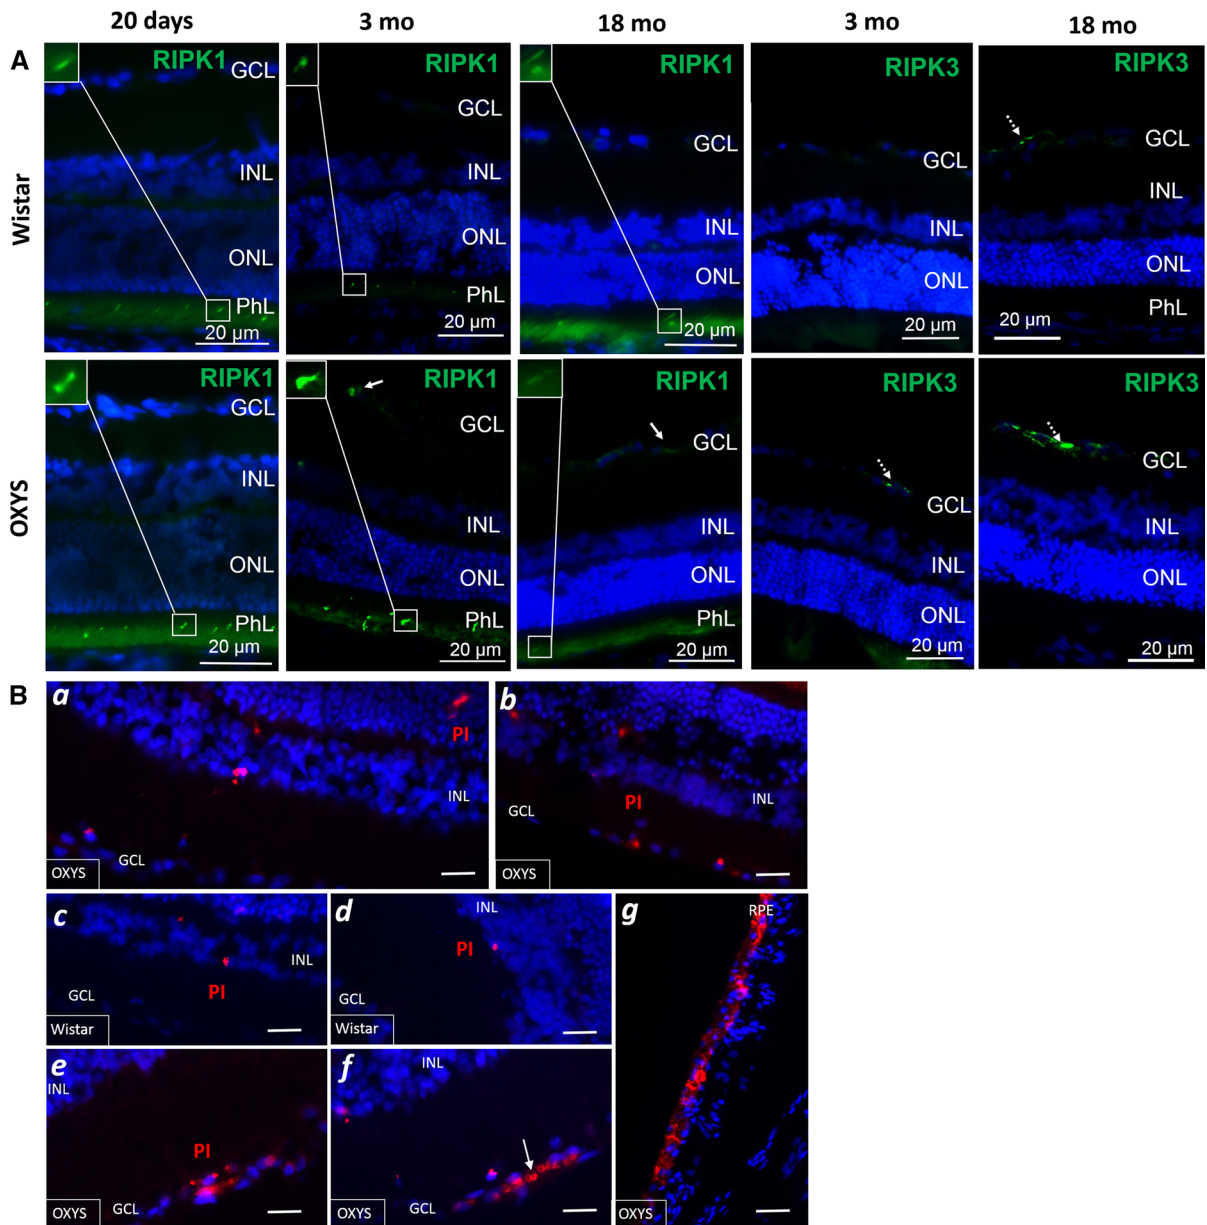 20 days 3 mo 18 mo 3 mo 18 mo
A
Wistar
RIPK1
GCL
INL
ONL
PhL
20 µm
RIPK1
GCL
INL
ONL
PhL
20 µm
RIPK1
GCL
INL
ONL
PhL
20 µm
RIPK3
GCL
INL
ONL
20 µm
RIPK3
GCL
INL
ONL
PhL
20 µm
OXYS
RIPK1
GCL
INL
ONL
PhL
20 µm
RIPK1
GCL
INL
ONL
PhL
20 µm
RIPK1
GCL
INL
ONL
PhL
20 µm
RIPK3
GCL
INL
ONL
20 µm
RIPK3
GCL
INL
ONL
20 µm
B
a
PI
INL
GCL
OXYS
b
GCL
PI
INL
OXYS
c
INL
PI
GCL
Wistar
d
INL
PI
GCL
Wistar
e
INL
PI
GCL
OXYS
f
INL
GCL
OXYS
g
RPE
OXYS